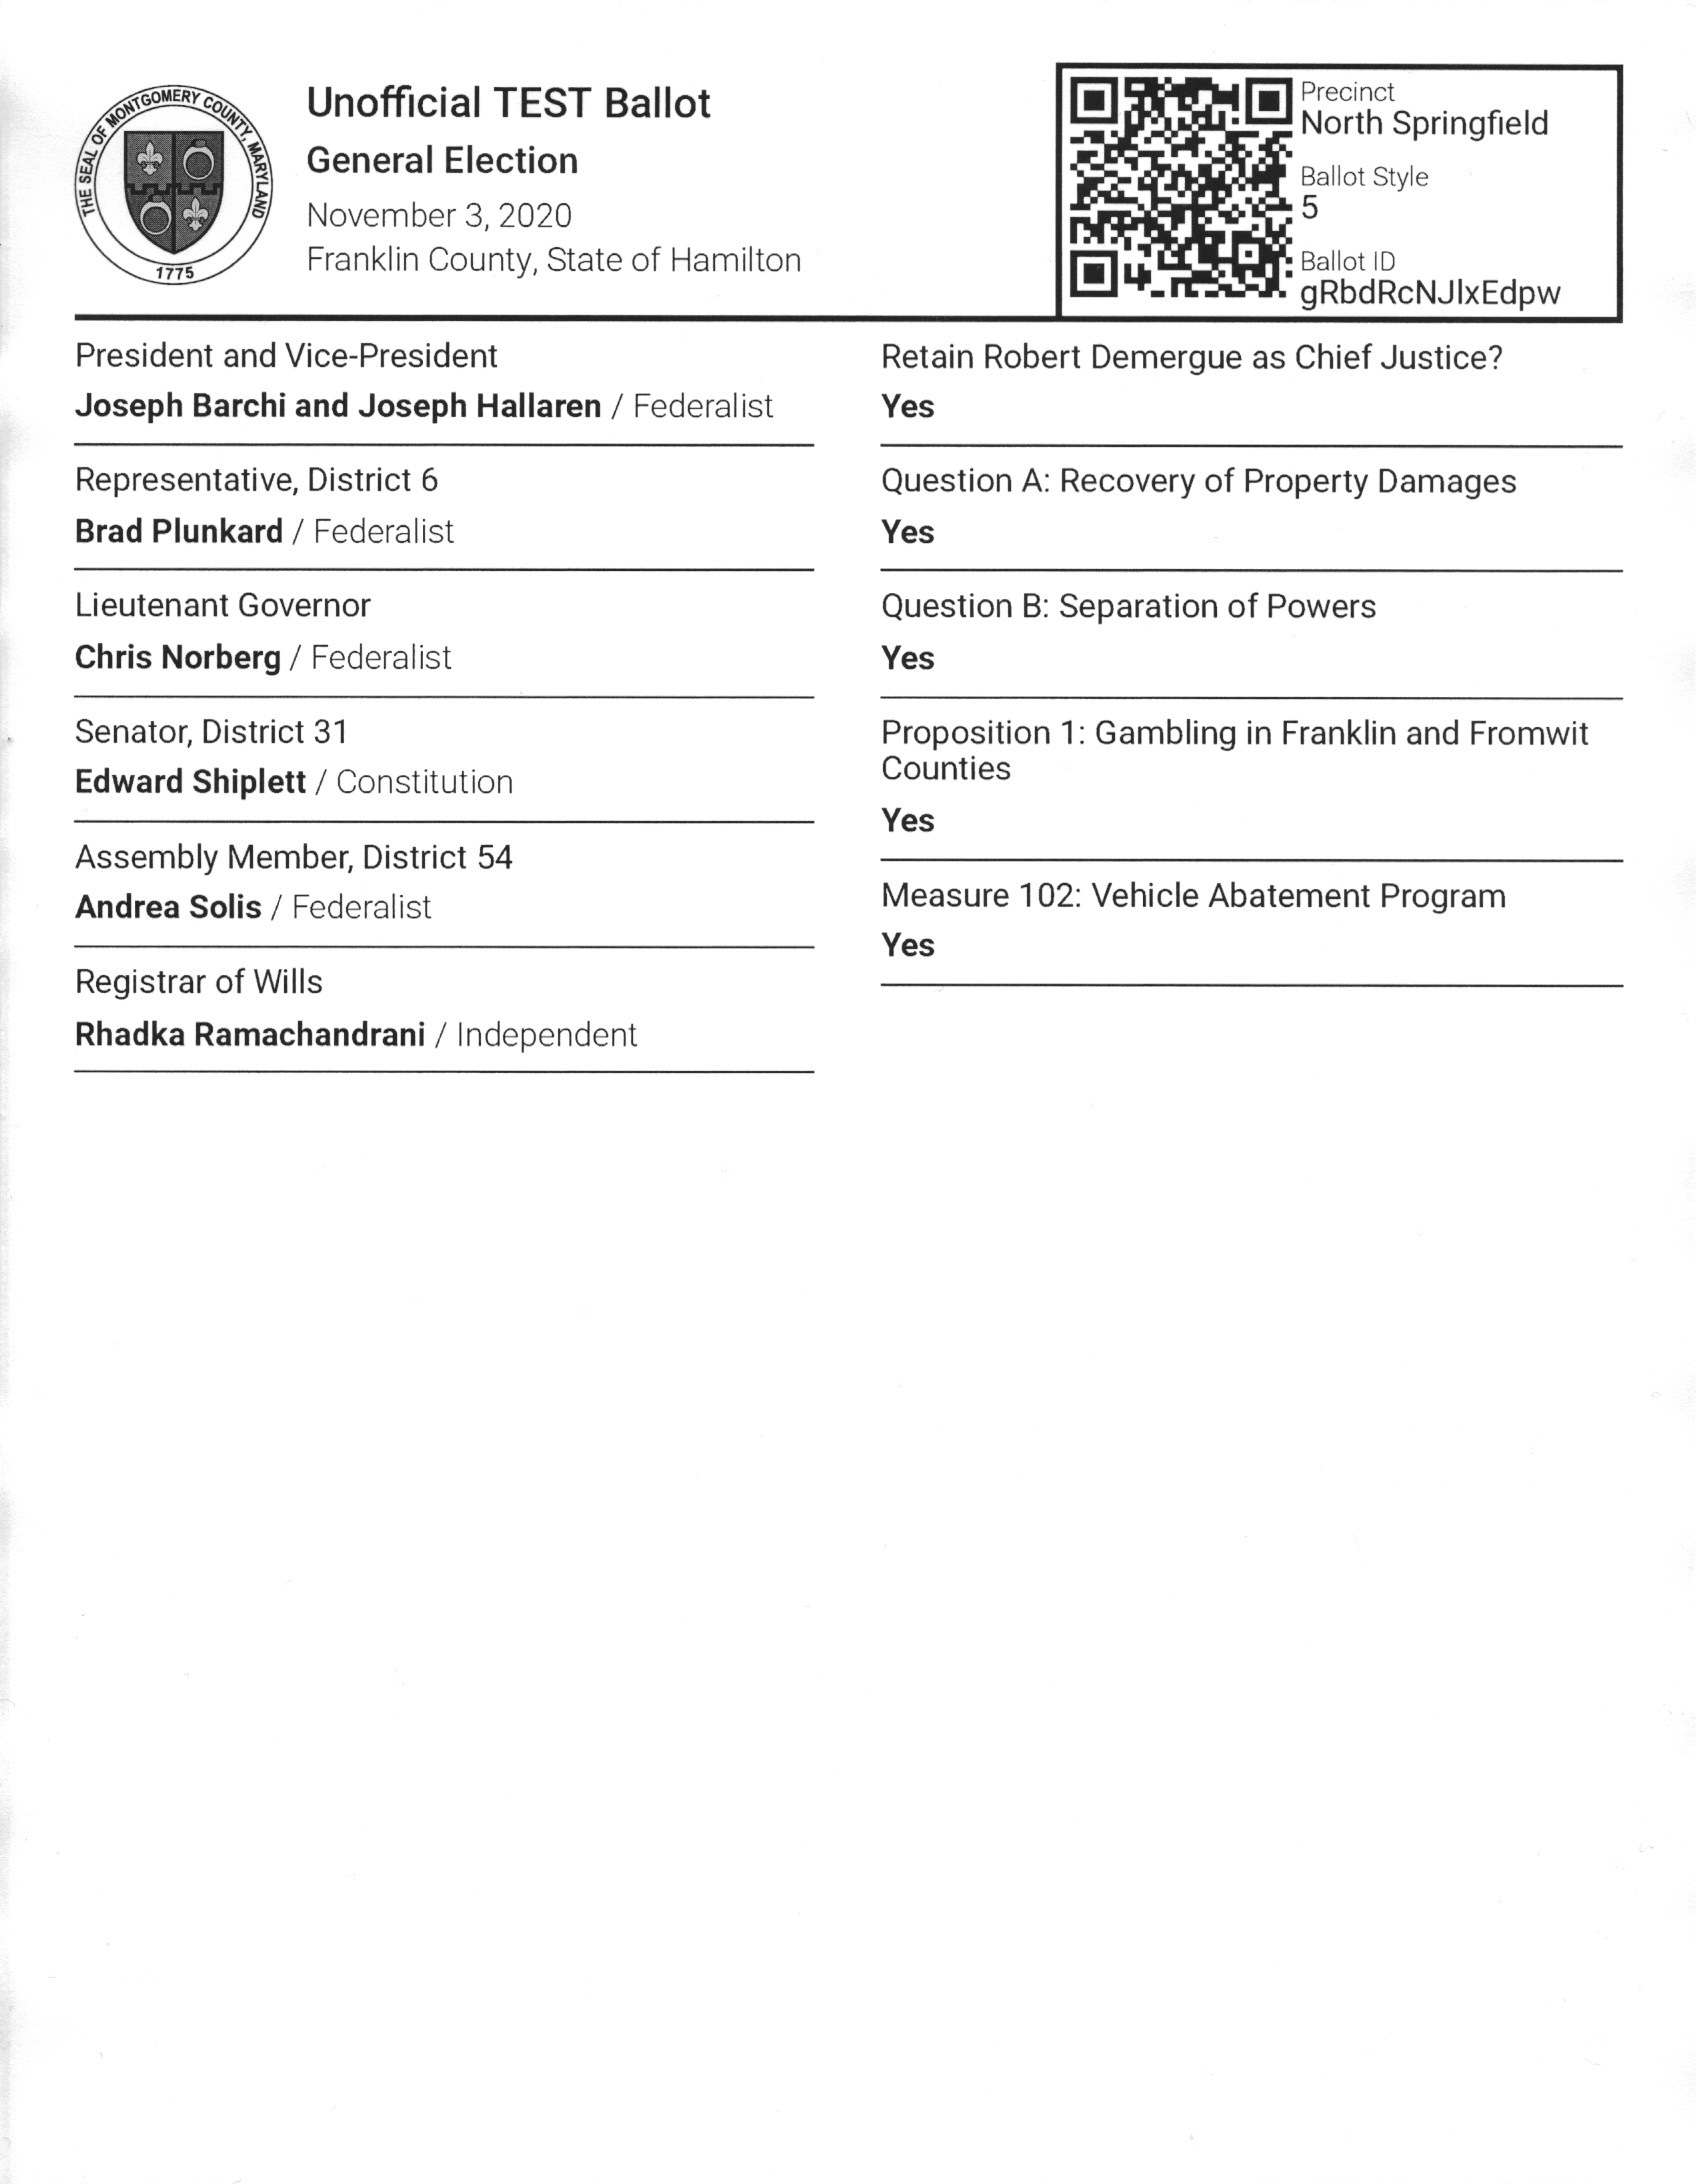 THE SEAL OF MONTGOMERY COUNTY, MARYLAND
1775
Unofficial TEST Ballot
General Election
November 3, 2020
Franklin County, State of Hamilton
Precinct
North Springfield
Ballot Style
5
Ballot ID
gRbdRcNJlxEdpw
President and Vice-President
Joseph Barchi and Joseph Hallaren / Federalist
Representative, District 6
Brad Plunkard / Federalist
Lieutenant Governor
Chris Norberg / Federalist
Senator, District 31
Edward Shiplett / Constitution
Assembly Member, District 54
Andrea Solis / Federalist
Registrar of Wills
Rhadka Ramachandrani / Independent
Retain Robert Demergue as Chief Justice?
Yes
Question A: Recovery of Property Damages
Yes
Question B: Separation of Powers
Yes
Proposition 1: Gambling in Franklin and Fromwit
Counties
Yes
Measure 102: Vehicle Abatement Program
Yes